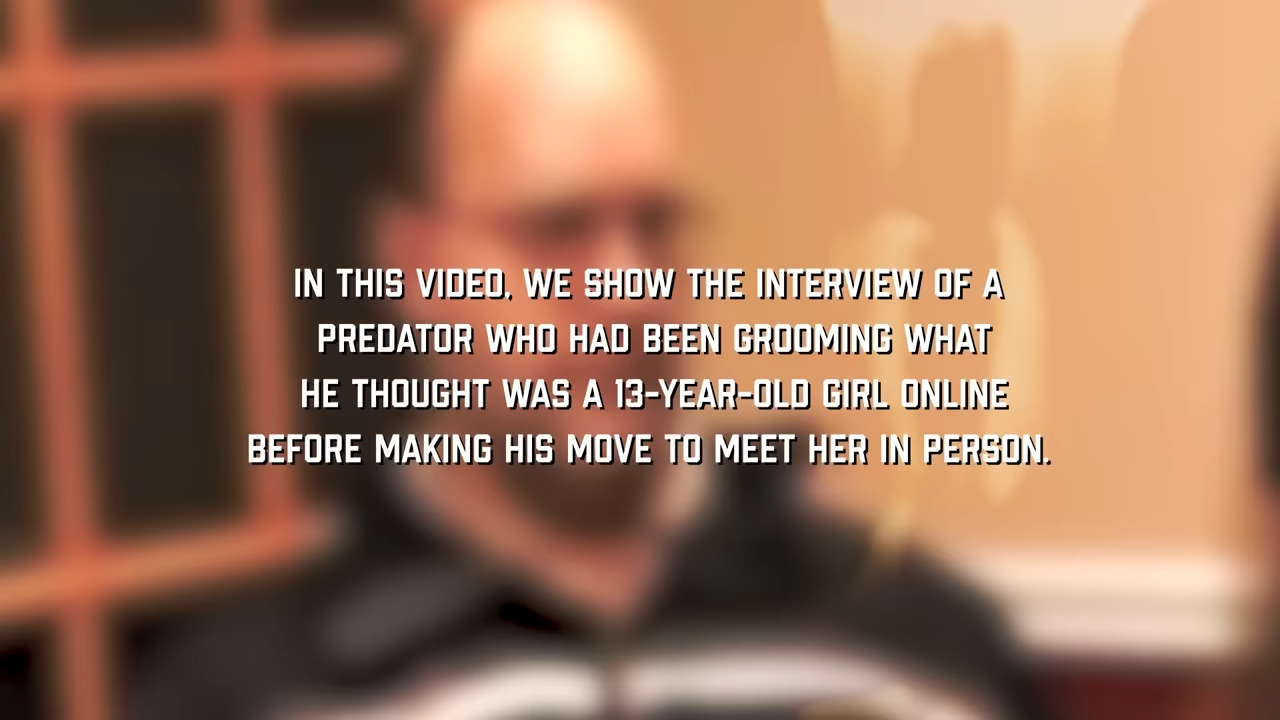 IN THIS VIDEO, WE SHOW THE INTERVIEW OF A
PREDATOR WHO HAD BEEN GROOMING WHAT
HE THOUGHT WAS A 13-YEAR-OLD GIRL ONLINE
BEFORE MAKING HIS MOVE TO MEET HER IN PERSON.